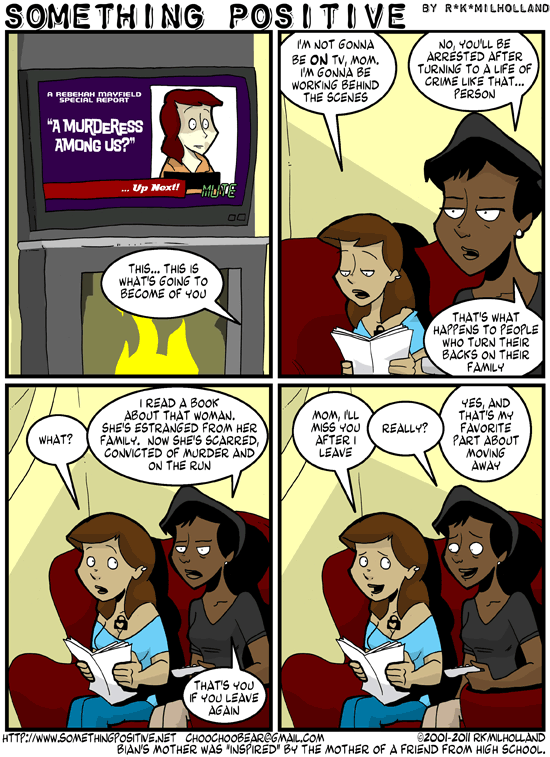 SOMETHING POSITIVE BY R*K*MILHOLLAND
A REBEKAH MAYFIELD
SPECIAL REPORT
"A MURDERESS
AMONG US?"
... Up Next!!
MUTE
THIS... THIS IS
WHAT'S GOING TO
BECOME OF YOU
I'M NOT GONNA
BE ON TV, MOM.
I'M GONNA BE
WORKING BEHIND
THE SCENES
NO, YOU'LL BE
ARRESTED AFTER
TURNING TO A LIFE OF
CRIME LIKE THAT...
PERSON
THAT'S WHAT
HAPPENS TO PEOPLE
WHO TURN THEIR
BACKS ON THEIR
FAMILY
WHAT?
I READ A BOOK
ABOUT THAT WOMAN.
SHE'S ESTRANGED FROM HER
FAMILY. NOW SHE'S SCARRED,
CONVICTED OF MURDER AND
ON THE RUN
THAT'S YOU
IF YOU LEAVE
AGAIN
MOM, I'LL
MISS YOU
AFTER I
LEAVE
REALLY?
YES, AND
THAT'S MY
FAVORITE
PART ABOUT
MOVING
AWAY
HTTP://WWW.SOMETHINGPOSITIVE.NET CHOOCHOOBEAR@GMAIL.COM ©2001-2011 RKMILHOLLAND
BIAN'S MOTHER WAS "INSPIRED" BY THE MOTHER OF A FRIEND FROM HIGH SCHOOL.